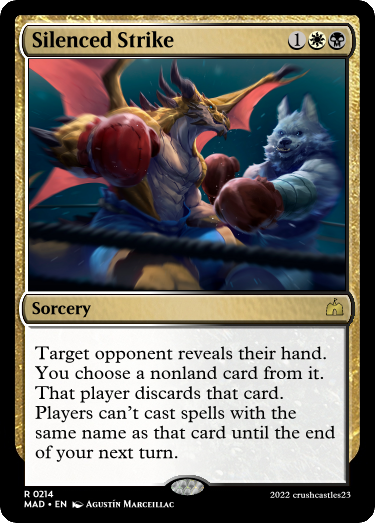 Silenced Strike 1
Sorcery
Target opponent reveals their hand.
You choose a nonland card from it.
That player discards that card.
Players can't cast spells with the
same name as that card until the end
of your next turn.
R 0214
MAD • EN Agustín Marceillac
2022 crushcastles23